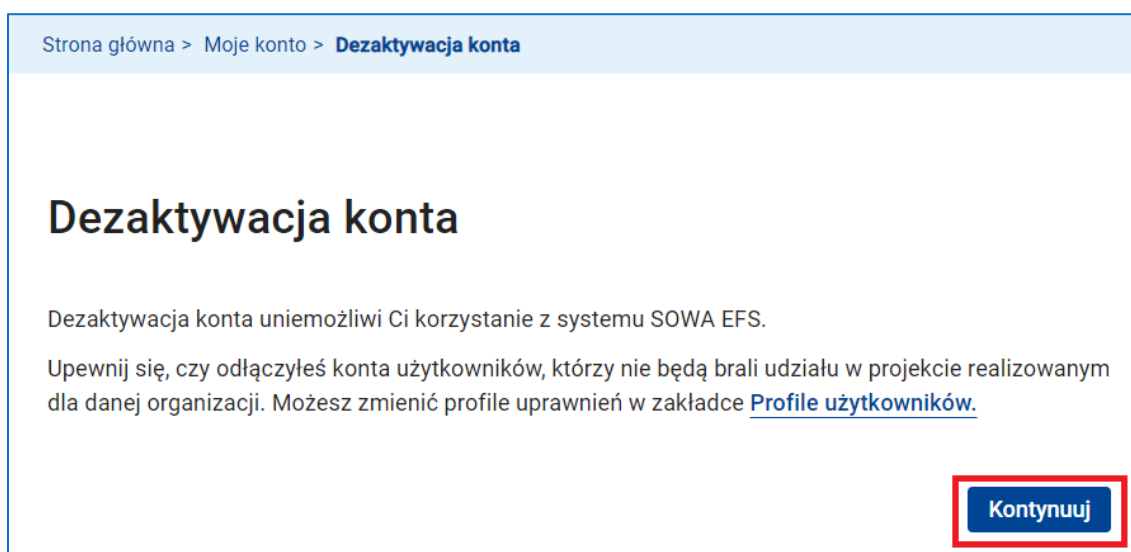 Strona główna > Moje konto > Dezaktywacja konta
Dezaktywacja konta
Dezaktywacja konta uniemożliwi Ci korzystanie z systemu SOWA EFS.
Upewnij się, czy odłączyłeś konta użytkowników, którzy nie będą brali udziału w projekcie realizowanym
dla danej organizacji. Możesz zmienić profile uprawnień w zakładce Profile użytkowników.
Kontynuuj